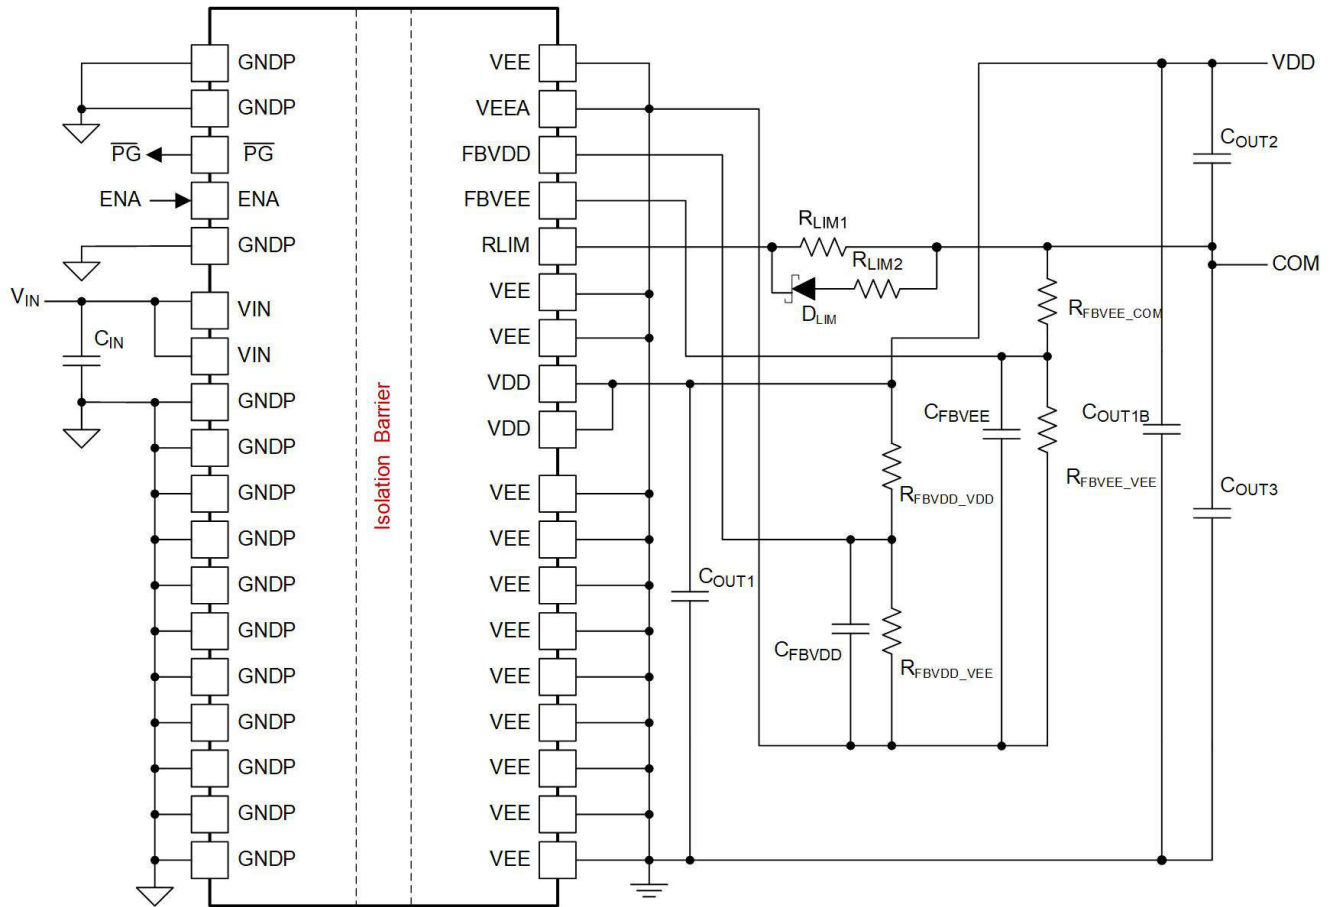 GNDP
GNDP
PG
PG
ENA
ENA
GNDP
VIN
VIN
CIN
VIN
GNDP
GNDP
GNDP
GNDP
GNDP
GNDP
GNDP
GNDP
GNDP
GNDP
GNDP
Isolation Barrier
VEE
VEEA
FBVDD
FBVEE
RLIM
VEE
VEE
VDD
VDD
VEE
VEE
VEE
VEE
VEE
VEE
VEE
VEE
VEE
RLIM1
RLIM2
DLIM
VDD
COUT2
COM
RFBVEE_COM
CFBVEE
COUT1B
RFBVEE_VEE
RFBVDD_VDD
COUT3
COUT1
CFBVDD
RFBVDD_VEE